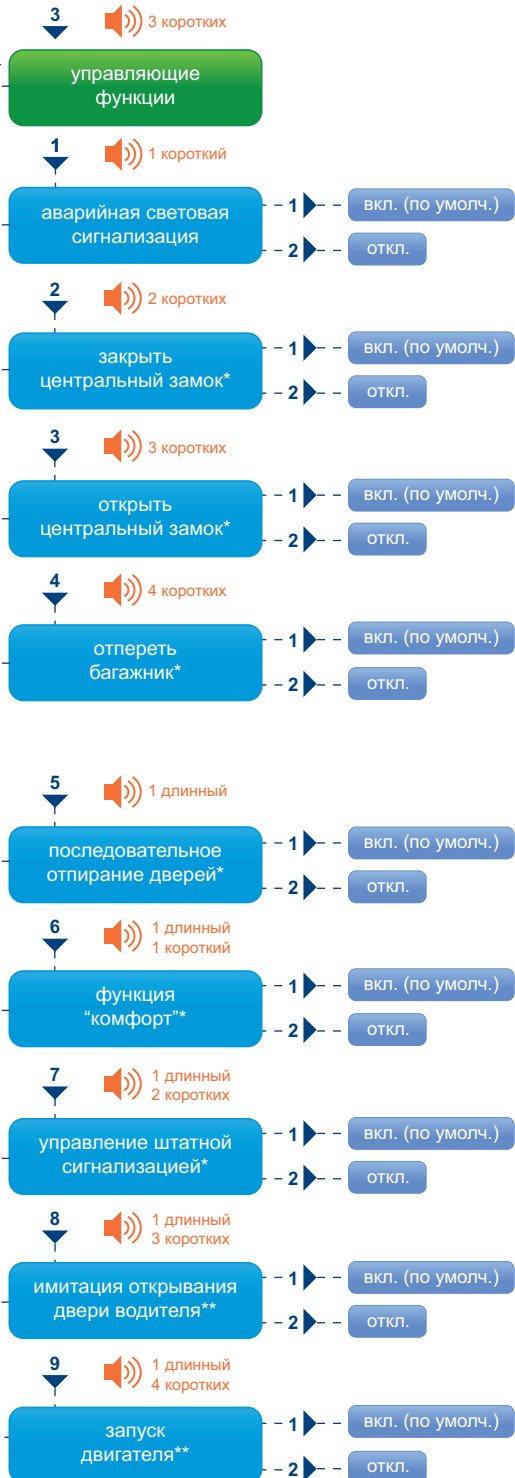 3
3 коротких
управляющие
функции
1
1 короткий
аварийная световая
сигнализация
1 вкл. (по умолч.)
2 откл.
2
2 коротких
закрыть
центральный замок*
1 вкл. (по умолч.)
2 откл.
3
3 коротких
открыть
центральный замок*
1 вкл. (по умолч.)
2 откл.
4
4 коротких
отпереть
багажник*
1 вкл. (по умолч.)
2 откл.
5
1 длинный
последовательное
отпирание дверей*
1 вкл. (по умолч.)
2 откл.
6
1 длинный
1 короткий
функция
“комфорт”*
1 вкл. (по умолч.)
2 откл.
7
1 длинный
2 коротких
управление штатной
сигнализацией*
1 вкл. (по умолч.)
2 откл.
8
1 длинный
3 коротких
имитация открывания
двери водителя**
1 вкл. (по умолч.)
2 откл.
9
1 длинный
4 коротких
запуск
двигателя**
1 вкл. (по умолч.)
2 откл.